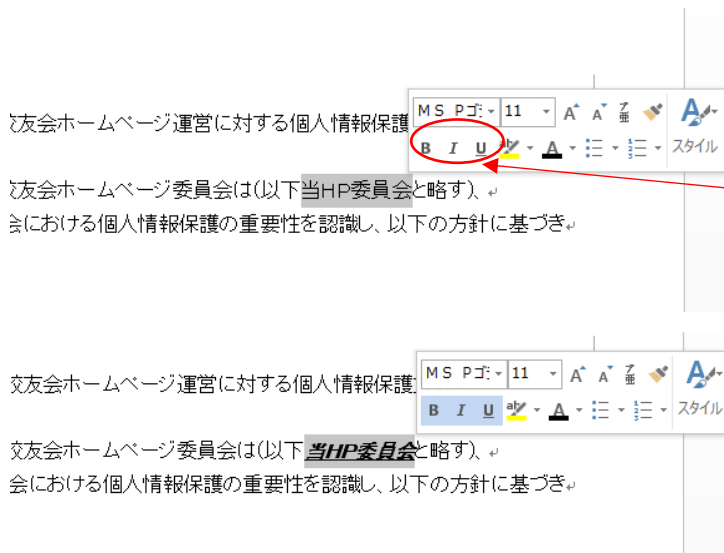 MS Pゴ 11 A A ア亜
B I U aby A スタイル
友会ホームページ運営に対する個人情報保護
交友会ホームページ委員会は(以下当HP委員会と略す)、
会における個人情報保護の重要性を認識し、以下の方針に基づき
MS Pゴ 11 A A ア亜
B I U aby A スタイル
交友会ホームページ運営に対する個人情報保護
交友会ホームページ委員会は(以下当HP委員会と略す)、
会における個人情報保護の重要性を認識し、以下の方針に基づき